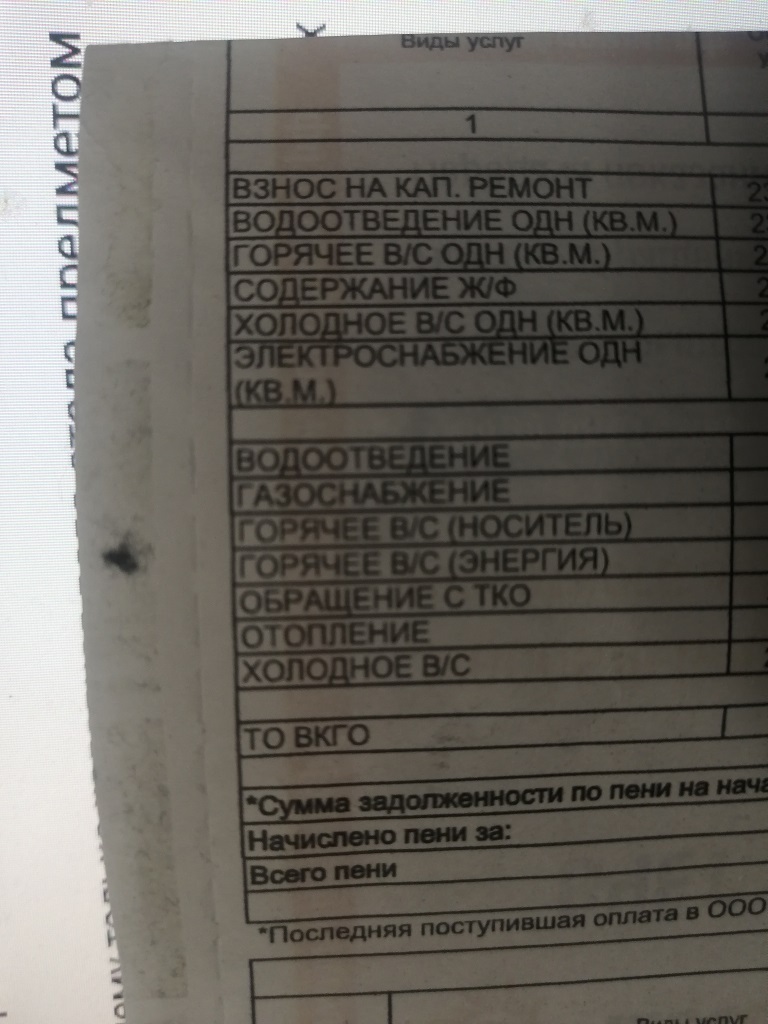 Виды услуг
1
ВЗНОС НА КАП. РЕМОНТ
ВОДООТВЕДЕНИЕ ОДН (КВ.М.)
ГОРЯЧЕЕ В/С ОДН (КВ.М.)
СОДЕРЖАНИЕ Ж/Ф
ХОЛОДНОЕ В/С ОДН (КВ.М.)
ЭЛЕКТРОСНАБЖЕНИЕ ОДН
(КВ.М.)
ВОДООТВЕДЕНИЕ
ГАЗОСНАБЖЕНИЕ
ГОРЯЧЕЕ В/С (НОСИТЕЛЬ)
ГОРЯЧЕЕ В/С (ЭНЕРГИЯ)
ОБРАЩЕНИЕ С ТКО
ОТОПЛЕНИЕ
ХОЛОДНОЕ В/С
ТО ВКГО
*Сумма задолженности по пени на нача
Начислено пени за:
Всего пени
*Последняя поступившая оплата в ООО
Виды услуг
предметом